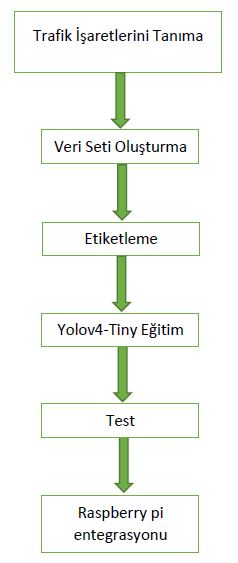 Trafik İşaretlerini Tanıma
Veri Seti Oluşturma
Etiketleme
Yolov4-Tiny Eğitim
Test
Raspberry pi
entegrasyonu